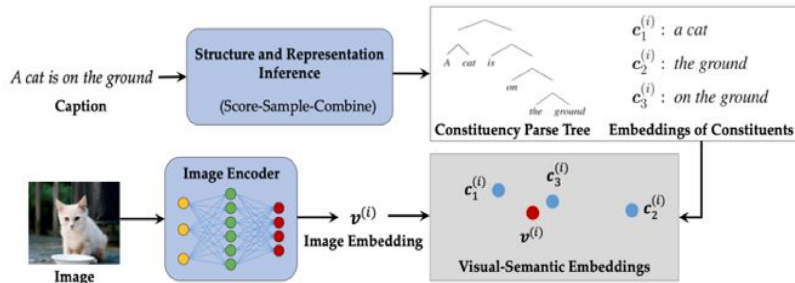 A cat is on the ground
Caption
Structure and Representation
Inference
(Score-Sample-Combine)
A cat is
on
the ground
Constituency Parse Tree
c₁⁽ⁱ⁾ : a cat
c₂⁽ⁱ⁾ : the ground
c₃⁽ⁱ⁾ : on the ground
Embeddings of Constituents
Image
Image Encoder
v⁽ⁱ⁾
Image Embedding
c₁⁽ⁱ⁾
c₃⁽ⁱ⁾
c₂⁽ⁱ⁾
v⁽ⁱ⁾
Visual-Semantic Embeddings